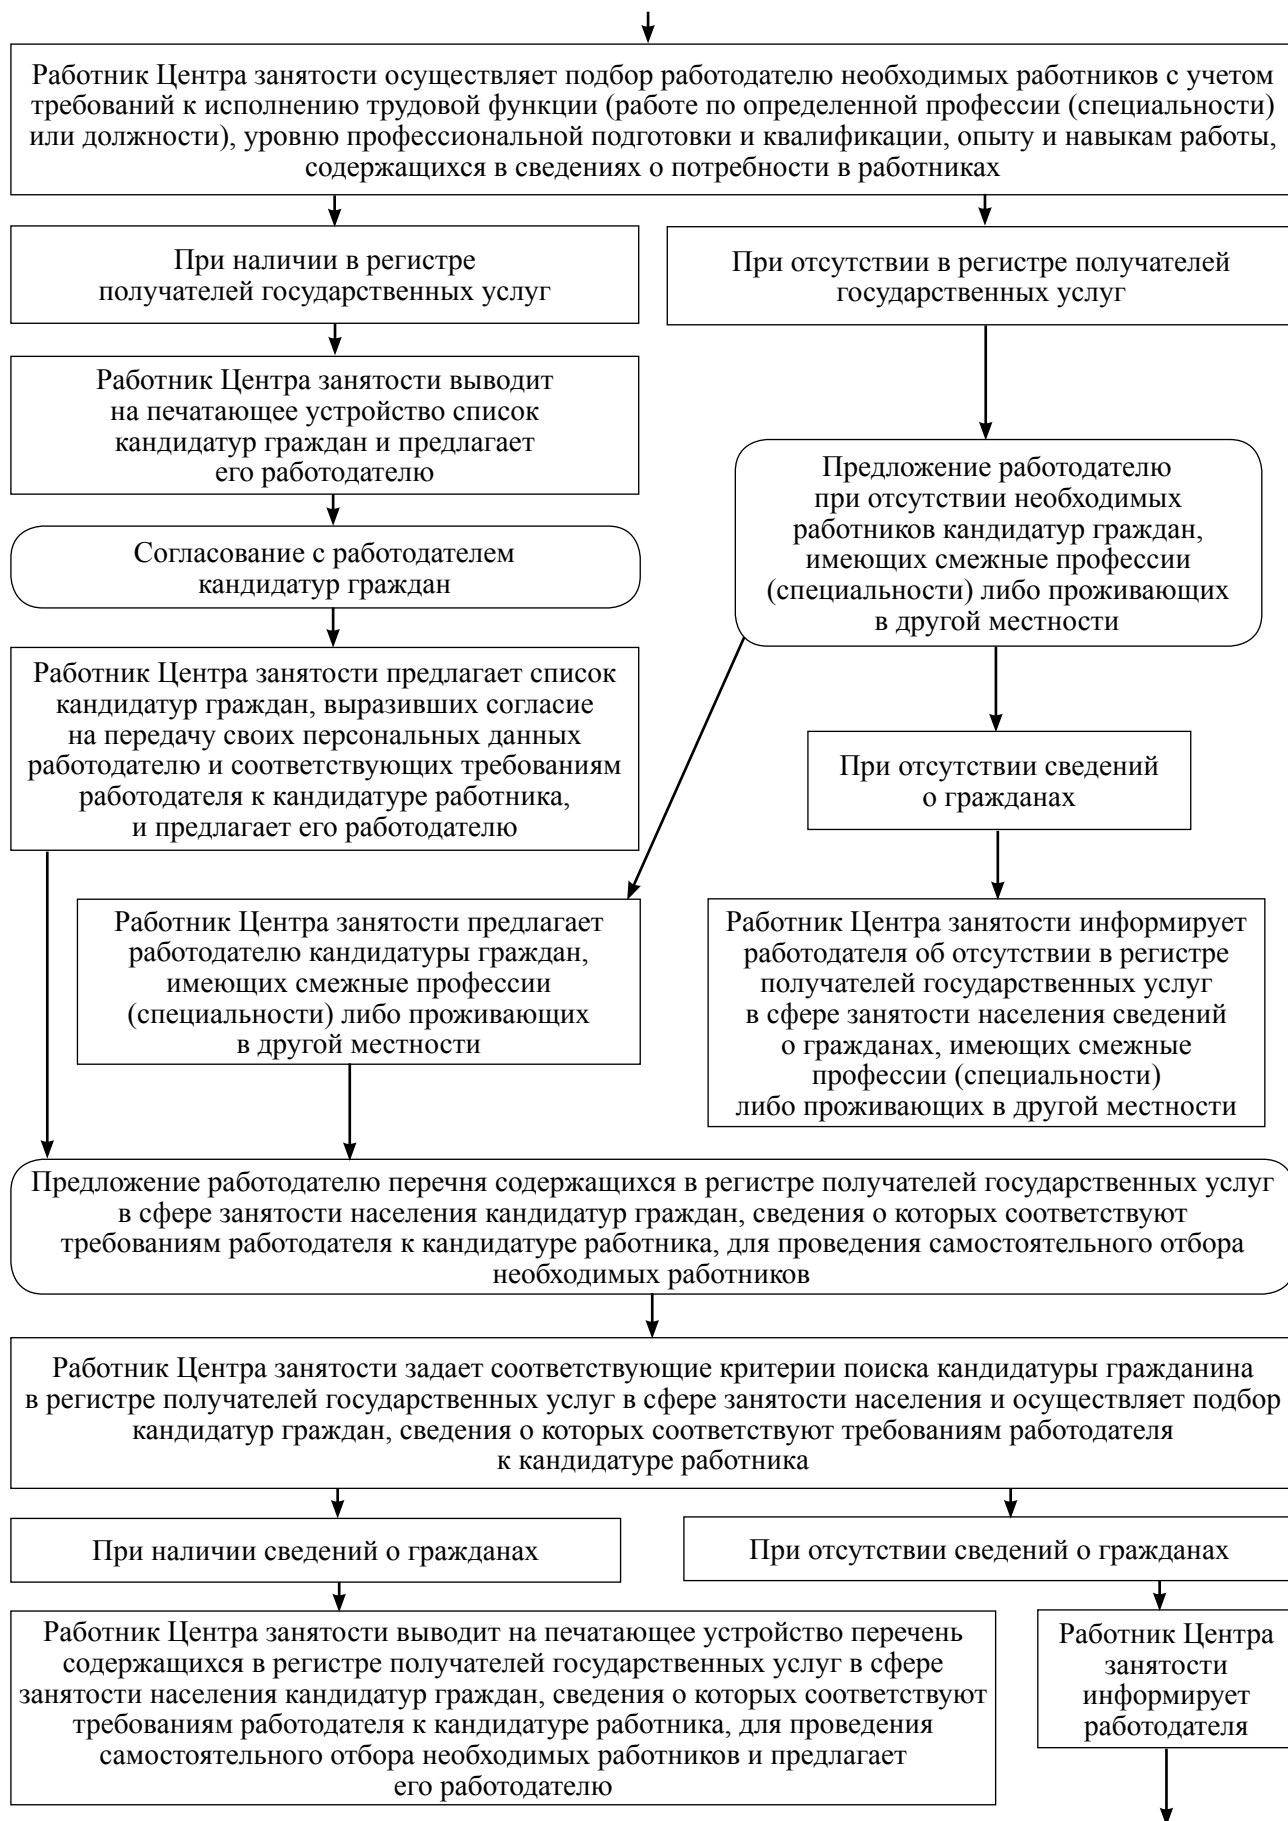 Работник Центра занятости осуществляет подбор работодателю необходимых работников с учетом
требований к исполнению трудовой функции (работе по определенной профессии (специальности)
или должности), уровню профессиональной подготовки и квалификации, опыту и навыкам работы,
содержащихся в сведениях о потребности в работниках
При наличии в регистре
получателей государственных услуг
При отсутствии в регистре получателей
государственных услуг
Работник Центра занятости выводит
на печатающее устройство список
кандидатур граждан и предлагает
его работодателю
Предложение работодателю
при отсутствии необходимых
работников кандидатур граждан,
имеющих смежные профессии
(специальности) либо проживающих
в другой местности
Согласование с работодателем
кандидатур граждан
Работник Центра занятости предлагает список
кандидатур граждан, выразивших согласие
на передачу своих персональных данных
работодателю и соответствующих требованиям
работодателя к кандидатуре работника,
и предлагает его работодателю
При отсутствии сведений
о гражданах
Работник Центра занятости предлагает
работодателю кандидатуры граждан,
имеющих смежные профессии
(специальности) либо проживающих
в другой местности
Работник Центра занятости информирует
работодателя об отсутствии в регистре
получателей государственных услуг
в сфере занятости населения сведений
о гражданах, имеющих смежные
профессии (специальности)
либо проживающих в другой местности
Предложение работодателю перечня содержащихся в регистре получателей государственных услуг
в сфере занятости населения кандидатур граждан, сведения о которых соответствуют
требованиям работодателя к кандидатуре работника, для проведения самостоятельного отбора
необходимых работников
Работник Центра занятости задает соответствующие критерии поиска кандидатуры гражданина
в регистре получателей государственных услуг в сфере занятости населения и осуществляет подбор
кандидатур граждан, сведения о которых соответствуют требованиям работодателя
к кандидатуре работника
При наличии сведений о гражданах
При отсутствии сведений о гражданах
Работник Центра занятости выводит на печатающее устройство перечень
содержащихся в регистре получателей государственных услуг в сфере
занятости населения кандидатур граждан, сведения о которых соответствуют
требованиям работодателя к кандидатуре работника, для проведения
самостоятельного отбора необходимых работников и предлагает
его работодателю
Работник Центра
занятости
информирует
работодателя